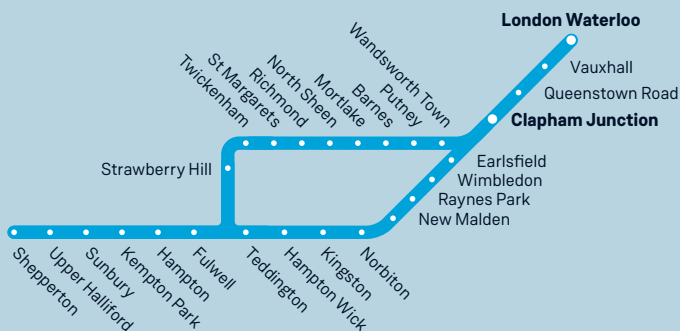 London Waterloo
Vauxhall
Queenstown Road
Clapham Junction
Wandsworth Town
Putney
Barnes
Mortlake
North Sheen
Richmond
St Margarets
Twickenham
Strawberry Hill
Earlsfield
Wimbledon
Raynes Park
New Malden
Shepperton
Upper Halliford
Sunbury
Kempton Park
Hampton
Fulwell
Teddington
Hampton Wick
Kingston
Norbiton